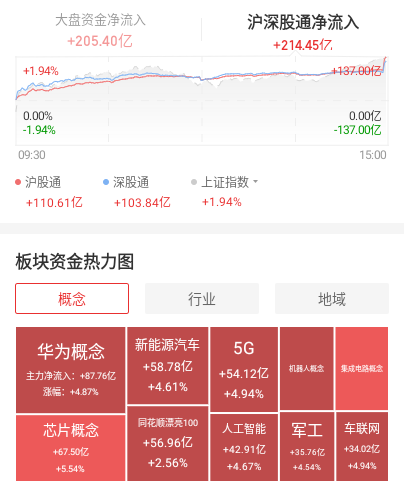 大盘资金净流入
+205.40亿
沪深股通净流入
+214.45亿
+1.94%
+137.00亿
0.00%
0.00亿
-1.94%
-137.00亿
09:30
15:00
沪股通
深股通
上证指数
+110.61亿
+103.84亿
+1.94%
板块资金热力图
概念
行业
地域
华为概念
主力净流入：+87.76亿
涨幅：+4.87%
新能源汽车
+58.78亿
+4.61%
5G
+54.12亿
+4.94%
机器人概念
集成电路概念
芯片概念
+67.50亿
+5.54%
同花顺漂亮100
+56.96亿
+2.56%
人工智能
+42.91亿
+4.67%
军工
+35.76亿
+4.54%
车联网
+34.02亿
+4.94%